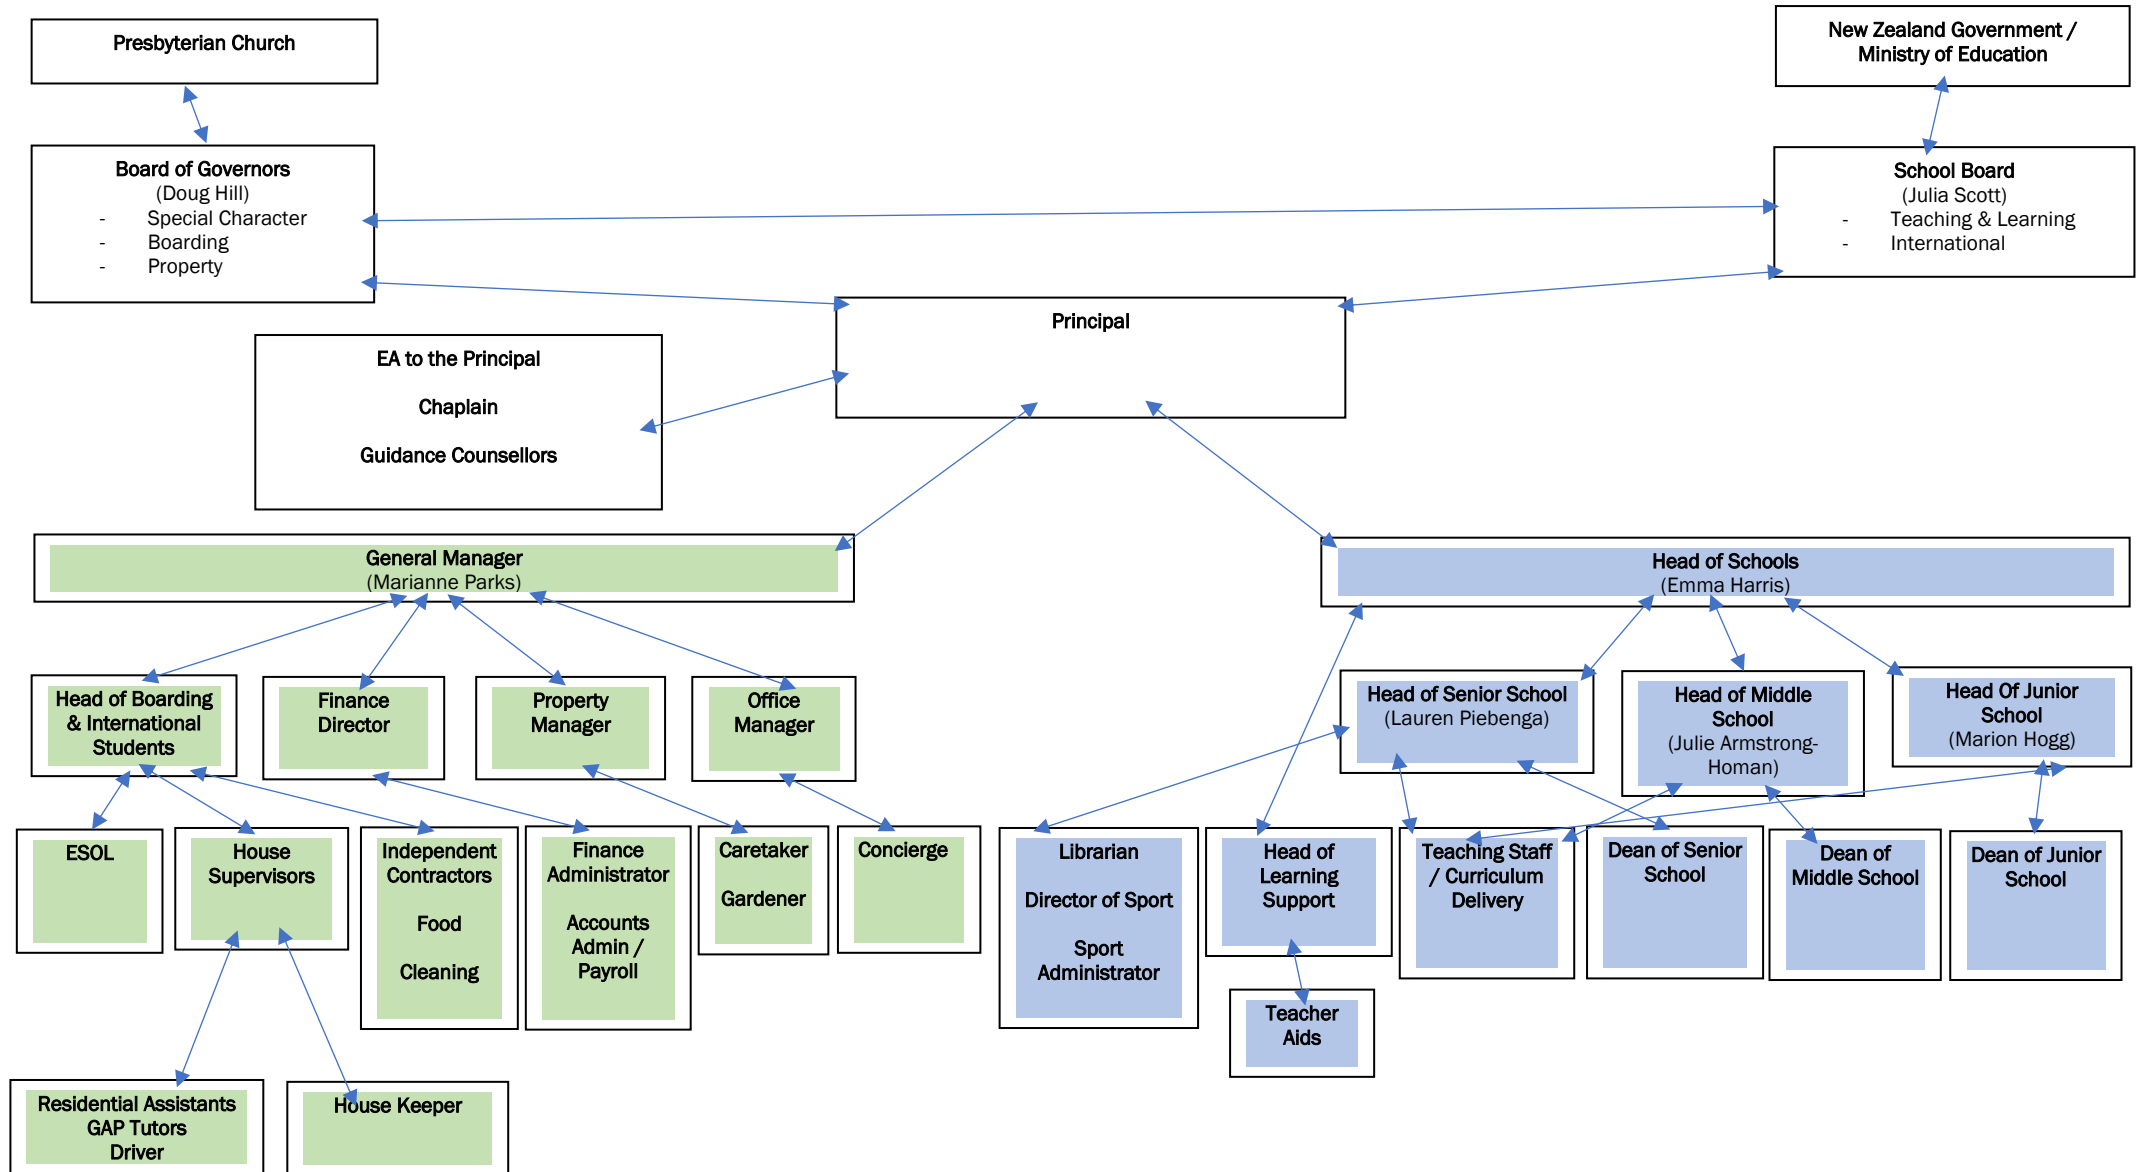 Presbyterian Church
New Zealand Government /
Ministry of Education
Board of Governors
(Doug Hill)
- Special Character
- Boarding
- Property
School Board
(Julia Scott)
- Teaching & Learning
- International
Principal
EA to the Principal
Chaplain
Guidance Counsellors
General Manager
(Marianne Parks)
Head of Schools
(Emma Harris)
Head of Boarding
& International
Students
Finance
Director
Property
Manager
Office
Manager
Head of Senior School
(Lauren Piebenga)
Head of Middle
School
(Julie Armstrong-
Homan)
Head Of Junior
School
(Marion Hogg)
ESOL
House
Supervisors
Independent
Contractors
Food
Cleaning
Finance
Administrator
Accounts
Admin /
Payroll
Caretaker
Gardener
Concierge
Librarian
Director of Sport
Sport
Administrator
Head of
Learning
Support
Teaching Staff
/ Curriculum
Delivery
Dean of Senior
School
Dean of
Middle School
Dean of Junior
School
Teacher
Aids
Residential Assistants
GAP Tutors
Driver
House Keeper